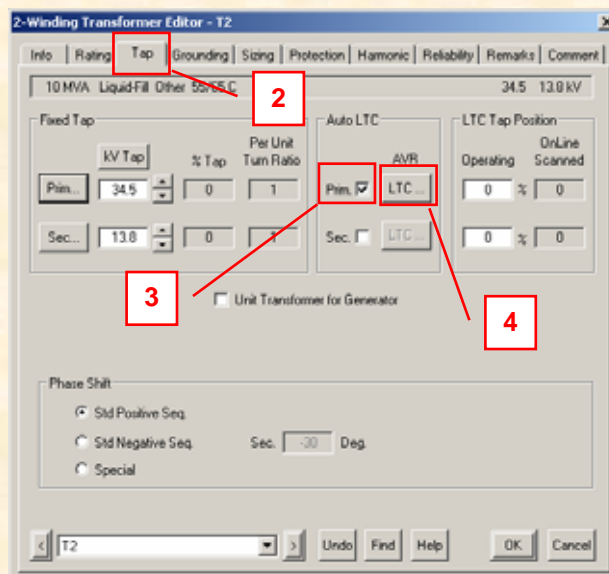 2-Winding Transformer Editor - T2
Info Rating Tap Grounding Sizing Protection Harmonic Reliability Remarks Comment
10 MVA Liquid-Fill Other 55/65 C 34.5 13.8 kV
2
Fixed Tap Auto LTC LTC Tap Position
kV Tap % Tap Per Unit Turn Ratio AVR Operating OnLine Scanned
Prim... 34.5 0 1 Prim. LTC... 0 % 0
Sec... 13.8 0 1 Sec. LTC... 0 % 0
3
Unit Transformer for Generator
4
Phase Shift
Std Positive Seq.
Std Negative Seq. Sec. -30 Deg.
Special
< T2 > Undo Find Help OK Cancel